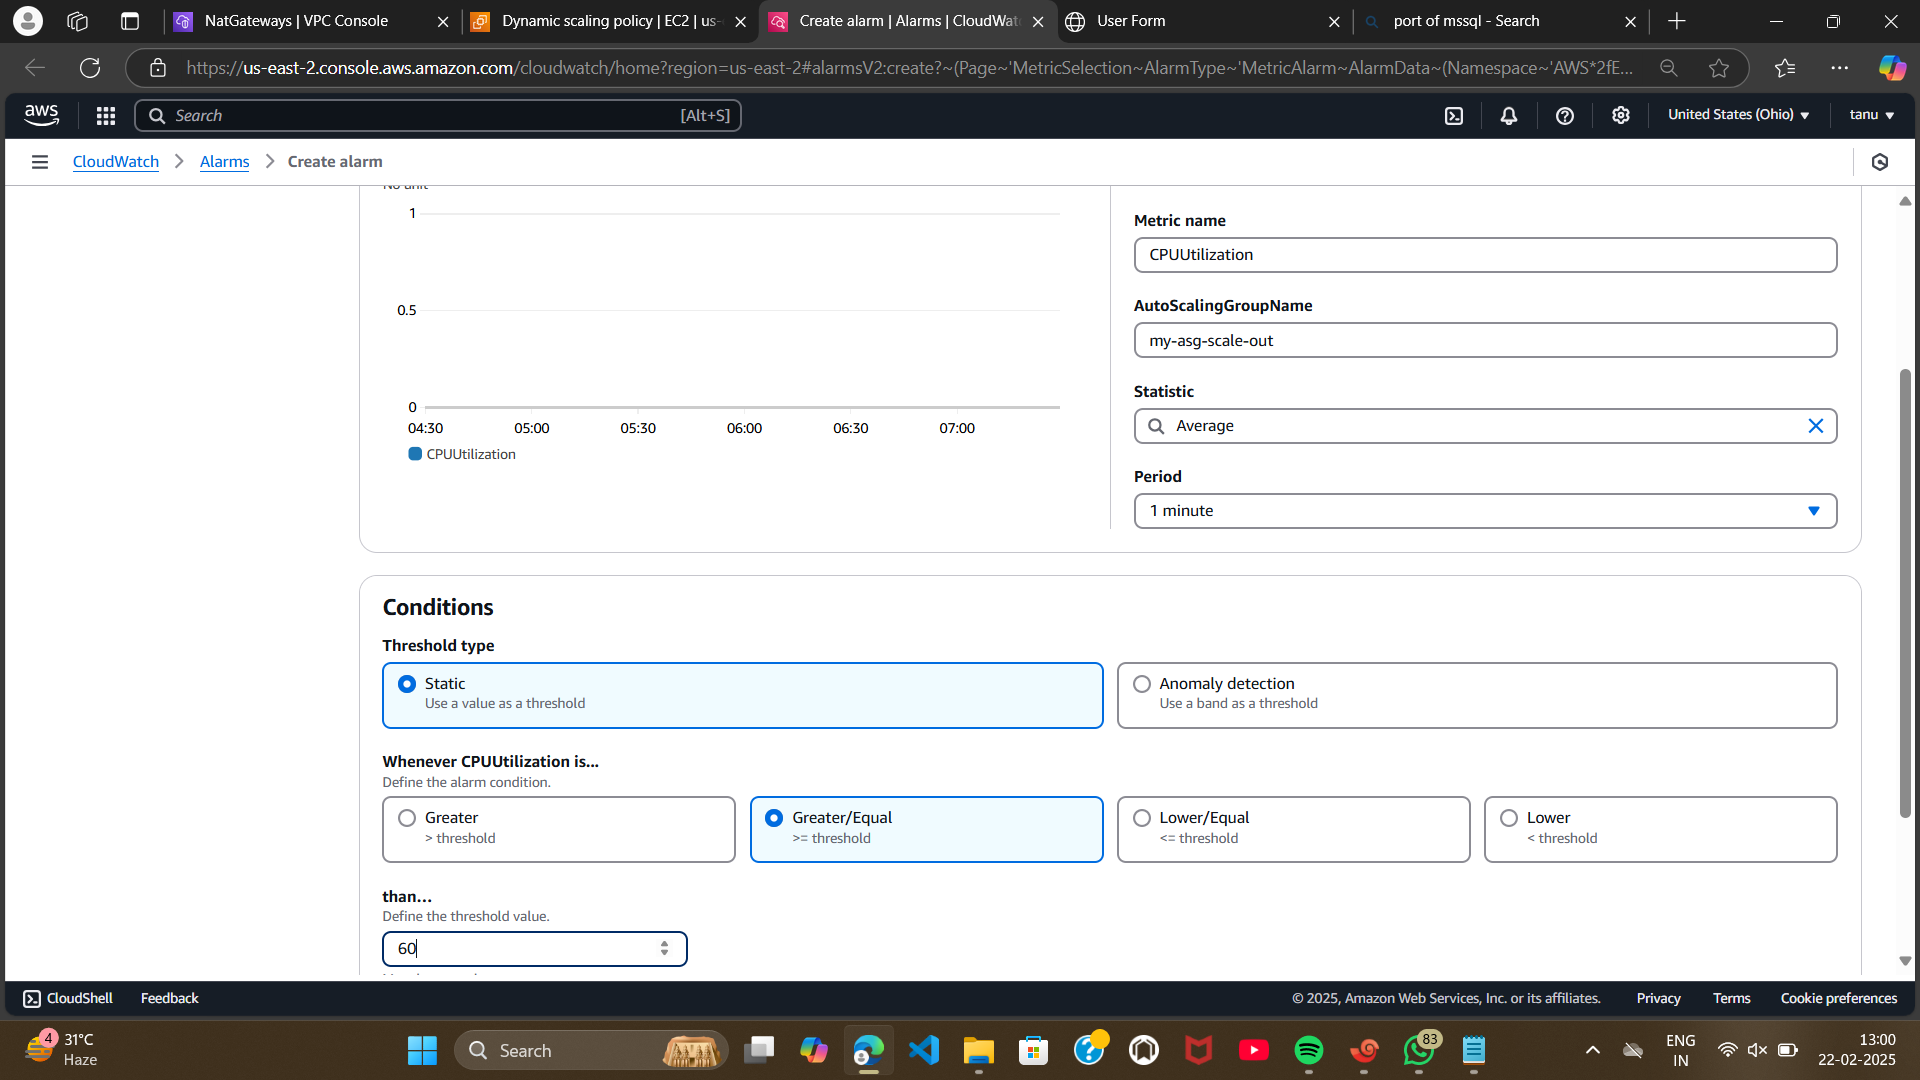 NatGateways | VPC Console
Dynamic scaling policy | EC2 | us-
Create alarm | Alarms | CloudWat
User Form
port of mssql - Search
https://us-east-2.console.aws.amazon.com/cloudwatch/home?region=us-east-2#alarmsV2:create?~(Page~'MetricSelection~AlarmType~'MetricAlarm~AlarmData~(Namespace~'AWS*2fE...
aws
Search
[Alt+S]
United States (Ohio)
tanu
CloudWatch
Alarms
Create alarm
No unit
1
0.5
0
04:30
05:00
05:30
06:00
06:30
07:00
CPUUtilization
Metric name
CPUUtilization
AutoScalingGroupName
my-asg-scale-out
Statistic
Average
Period
1 minute
Conditions
Threshold type
Static
Use a value as a threshold
Anomaly detection
Use a band as a threshold
Whenever CPUUtilization is...
Define the alarm condition.
Greater
> threshold
Greater/Equal
>= threshold
Lower/Equal
<= threshold
Lower
< threshold
than...
Define the threshold value.
60
CloudShell
Feedback
© 2025, Amazon Web Services, Inc. or its affiliates.
Privacy
Terms
Cookie preferences
4
31°C
Haze
Search
83
ENG
IN
13:00
22-02-2025